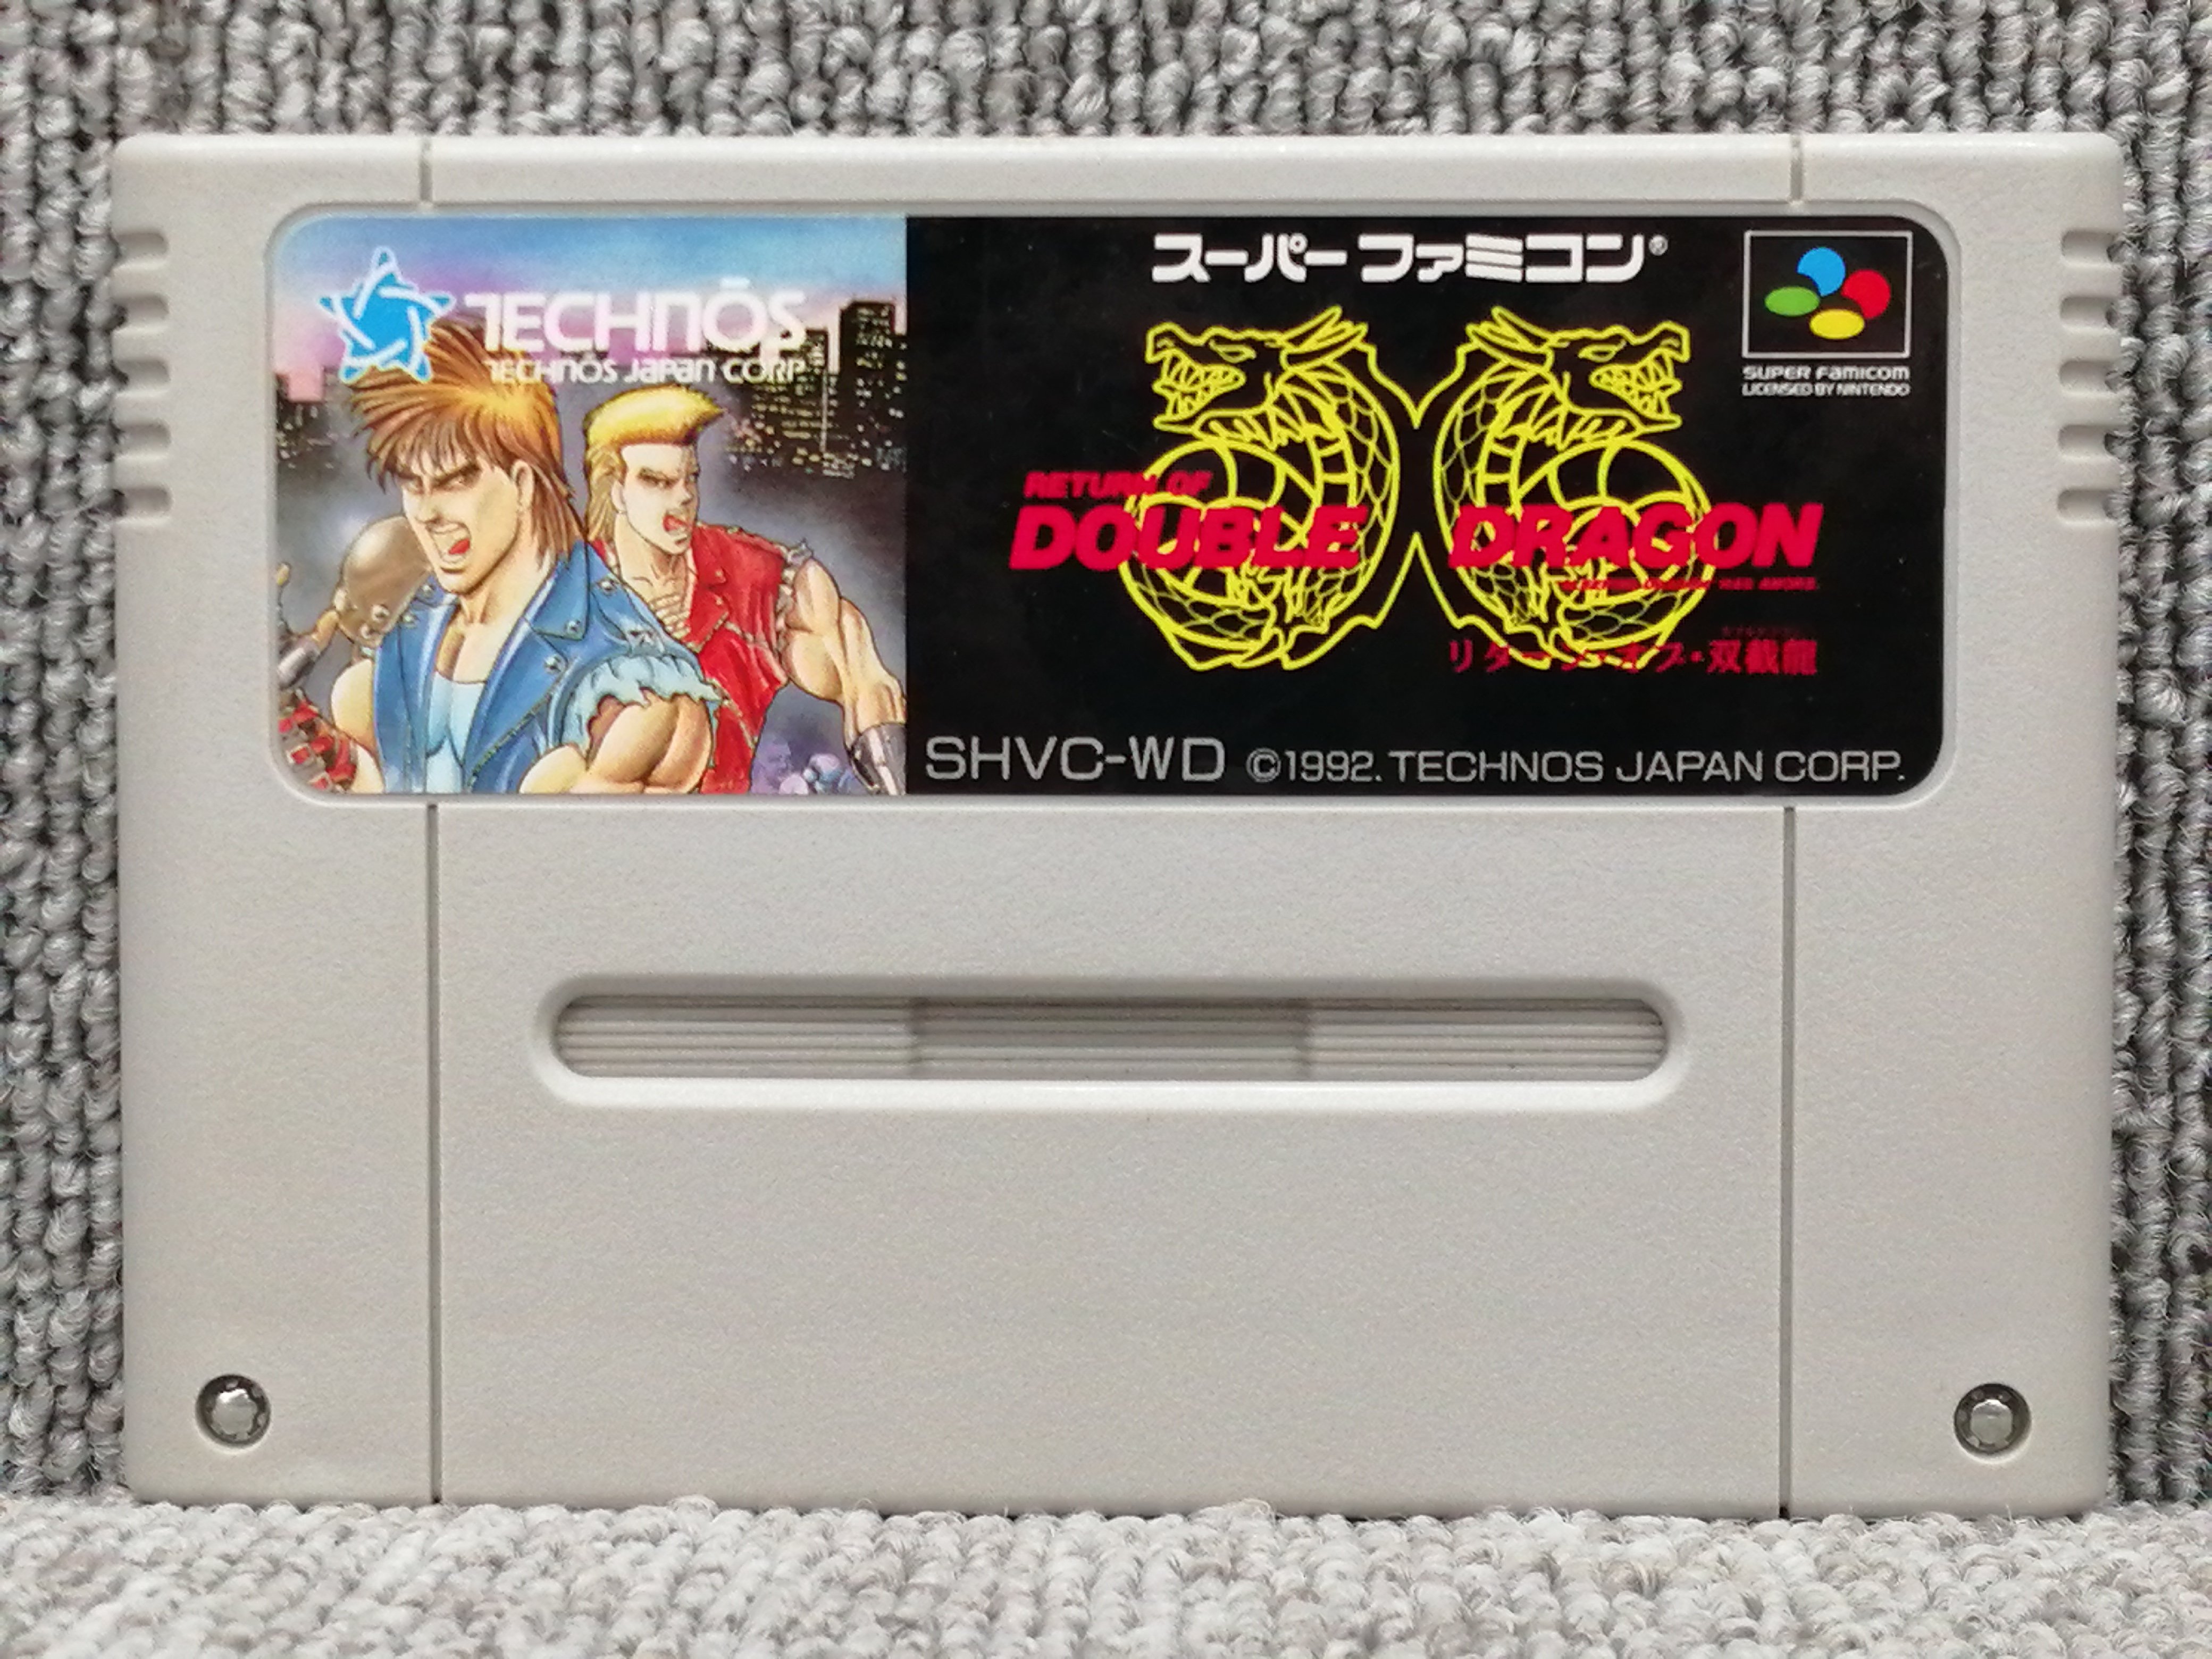 TECHNŌS
TECHNŌS JAPAN CORP
スーパーファミコン®
SUPER FAMICOM
LICENSED BY NINTENDO
RETURN OF
DOUBLE DRAGON
リターン・オブ・双截龍
SHVC-WD ©1992. TECHNOS JAPAN CORP.